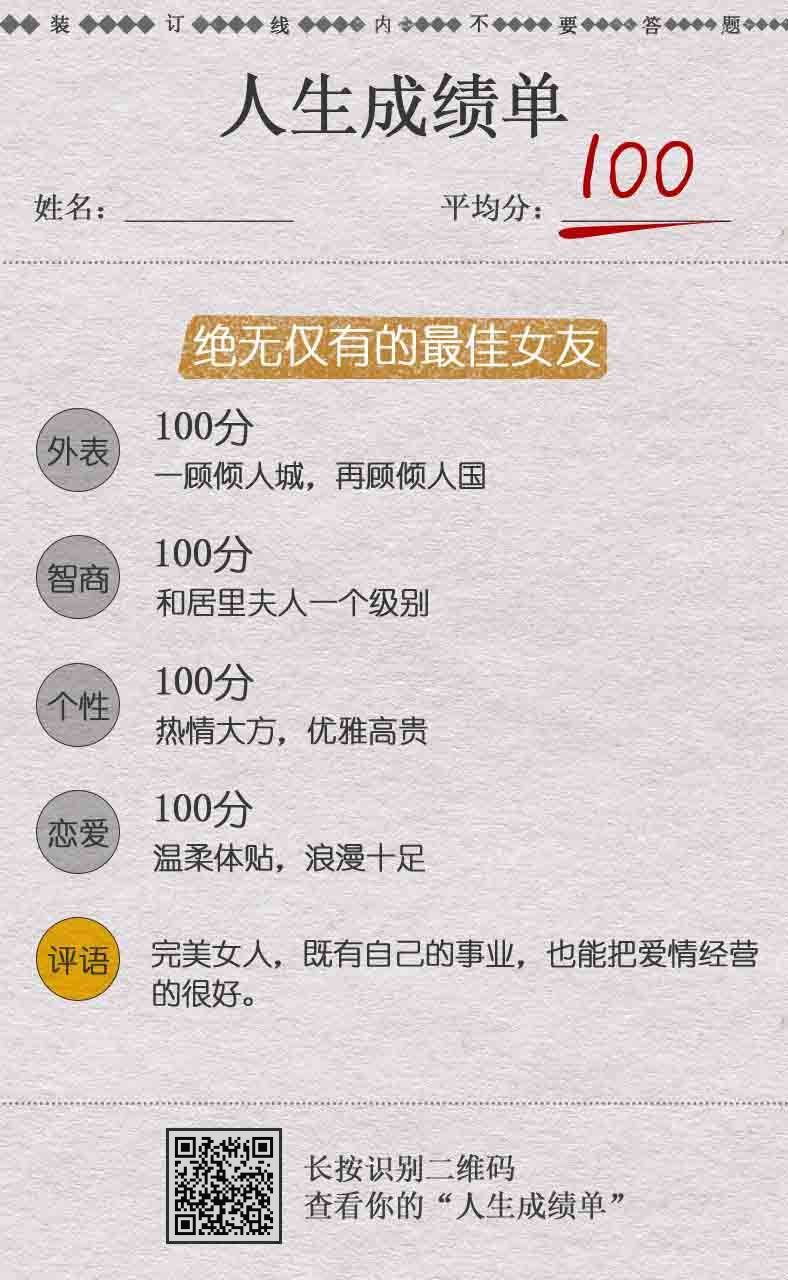 装订线内不要答题
人生成绩单
姓名：＿＿＿＿＿ 平均分：100
绝无仅有的最佳女友
外表
100分
一顾倾人城，再顾倾人国
智商
100分
和居里夫人一个级别
个性
100分
热情大方，优雅高贵
恋爱
100分
温柔体贴，浪漫十足
评语
完美女人，既有自己的事业，也能把爱情经营
的很好。
长按识别二维码
查看你的“人生成绩单”